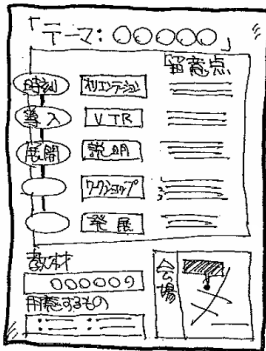 「テーマ:○○○○○」
留意点
時刻 オリエンテーション
導入 VTR
展開 説明
ワークショップ
発展
教材
○○○○○○
用意するもの
会場